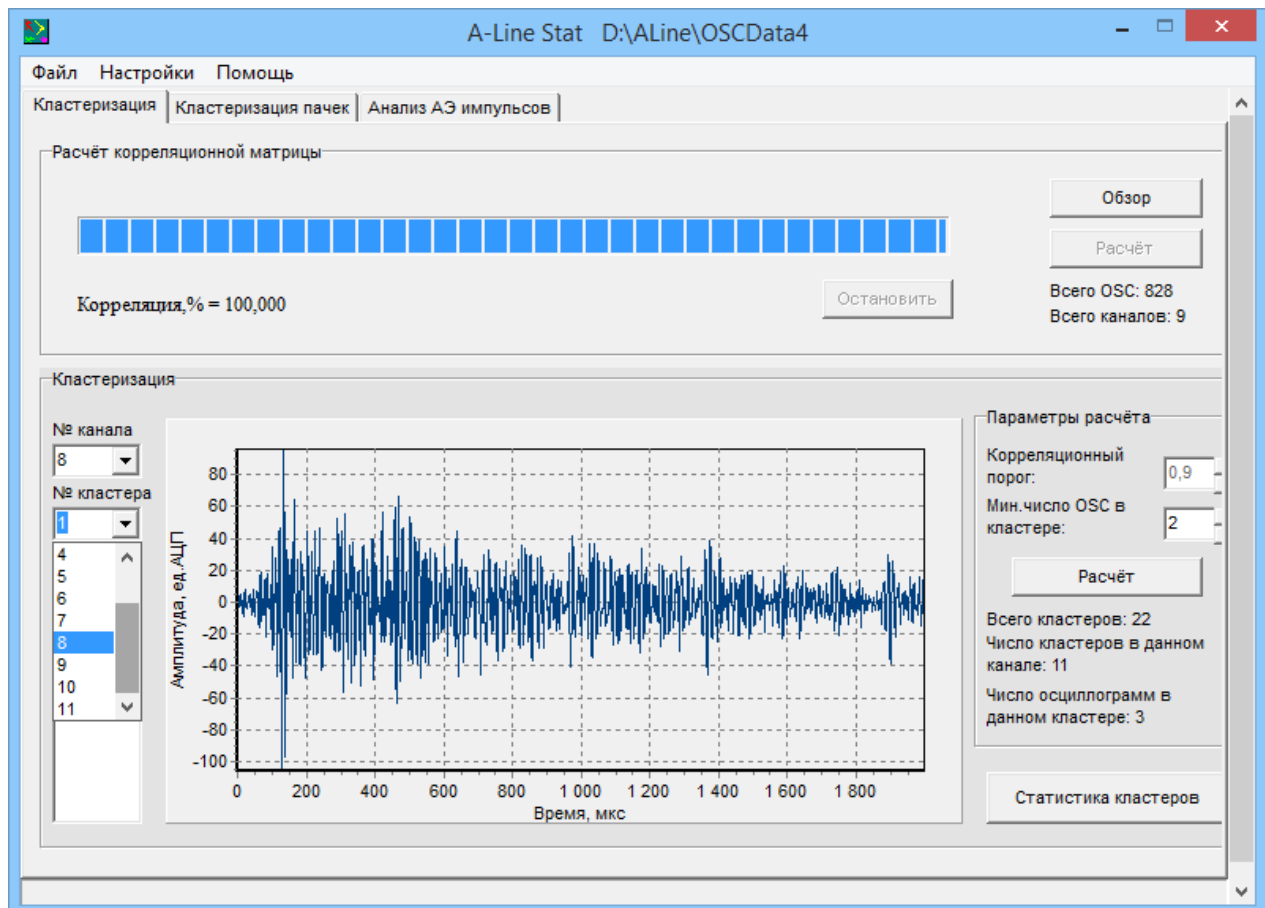 A-Line Stat D:\ALine\OSCData4
Файл Настройки Помощь
Кластеризация Кластеризация пачек Анализ АЭ импульсов
Расчёт корреляционной матрицы
Обзор
Расчёт
Корреляция,% = 100,000
Остановить
Всего OSC: 828
Всего каналов: 9
Кластеризация
№ канала
8
№ кластера
1
4
5
6
7
8
9
10
11
Амплитуда, ед.АЦП
80
60
40
20
0
-20
-40
-60
-80
-100
0 200 400 600 800 1 000 1 200 1 400 1 600 1 800
Время, мкс
Параметры расчёта
Корреляционный
порог:
0,9
Мин.число OSC в
кластере:
2
Расчёт
Всего кластеров: 22
Число кластеров в данном
канале: 11
Число осциллограмм в
данном кластере: 3
Статистика кластеров